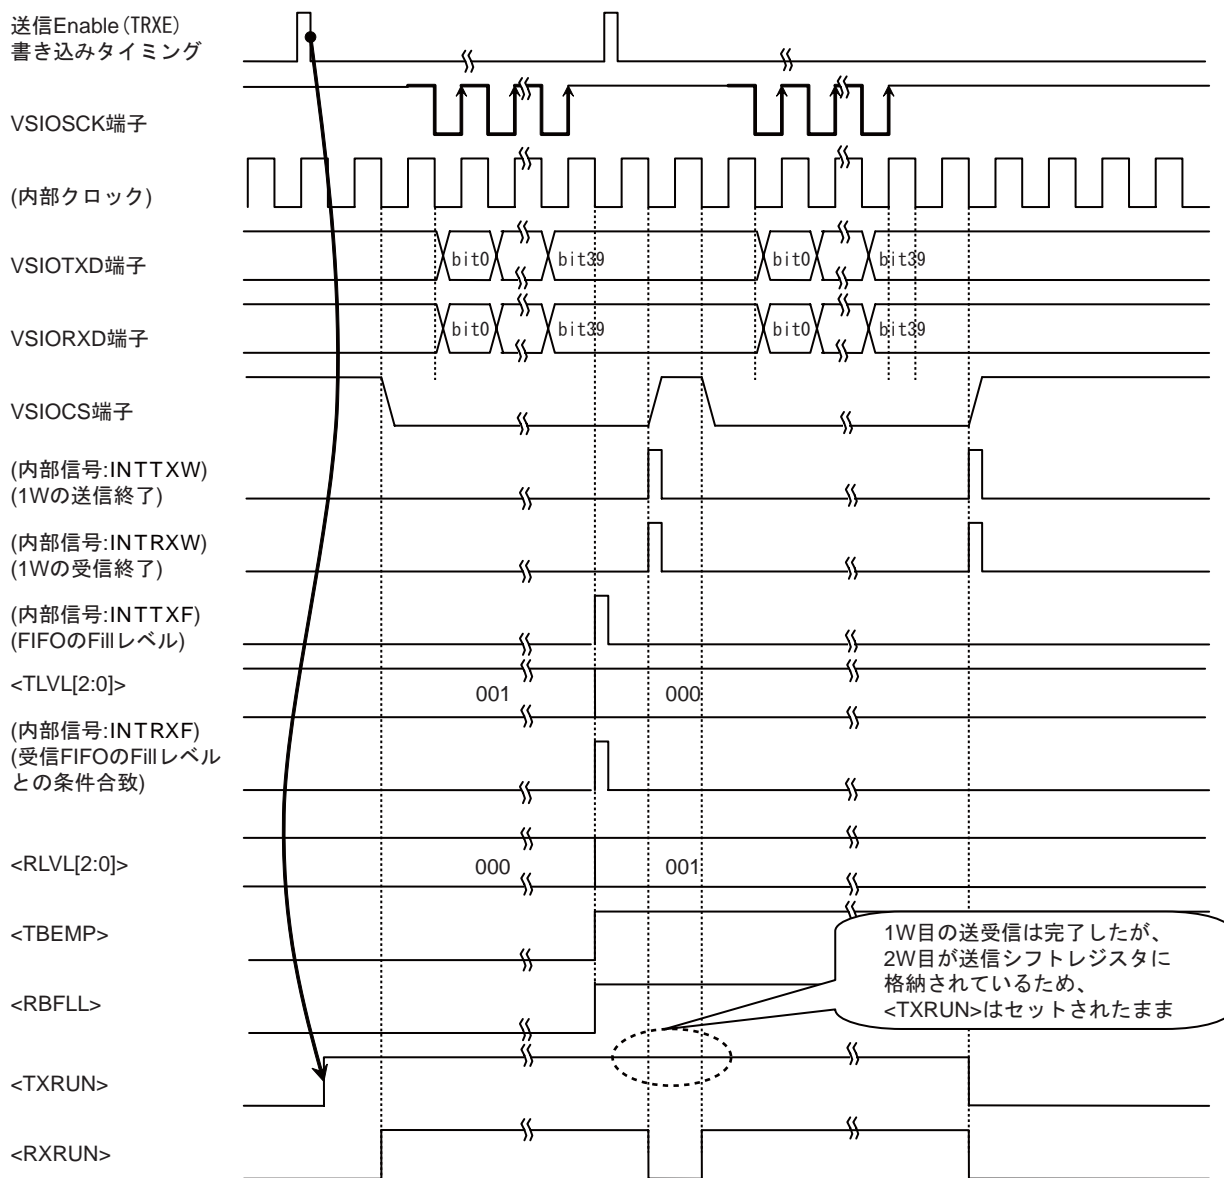 送信Enable(TRXE)
書き込みタイミング
VSIOSCK端子
(内部クロック)
VSIOTXD端子
bit0
bit39
bit0
bit39
VSIORXD端子
bit0
bit39
bit0
bit39
VSIOCS端子
(内部信号:INTTXW)
(1Wの送信終了)
(内部信号:INTRXW)
(1Wの受信終了)
(内部信号:INTTXF)
(FIFOのFillレベル)
<TLVL[2:0]>
001
000
(内部信号:INTRXF)
(受信FIFOのFillレベル
との条件合致)
<RLVL[2:0]>
000
001
<TBEMP>
1W目の送受信は完了したが、
2W目が送信シフトレジスタに
格納されているため、
<TXRUN>はセットされたまま
<RBFLL>
<TXRUN>
<RXRUN>